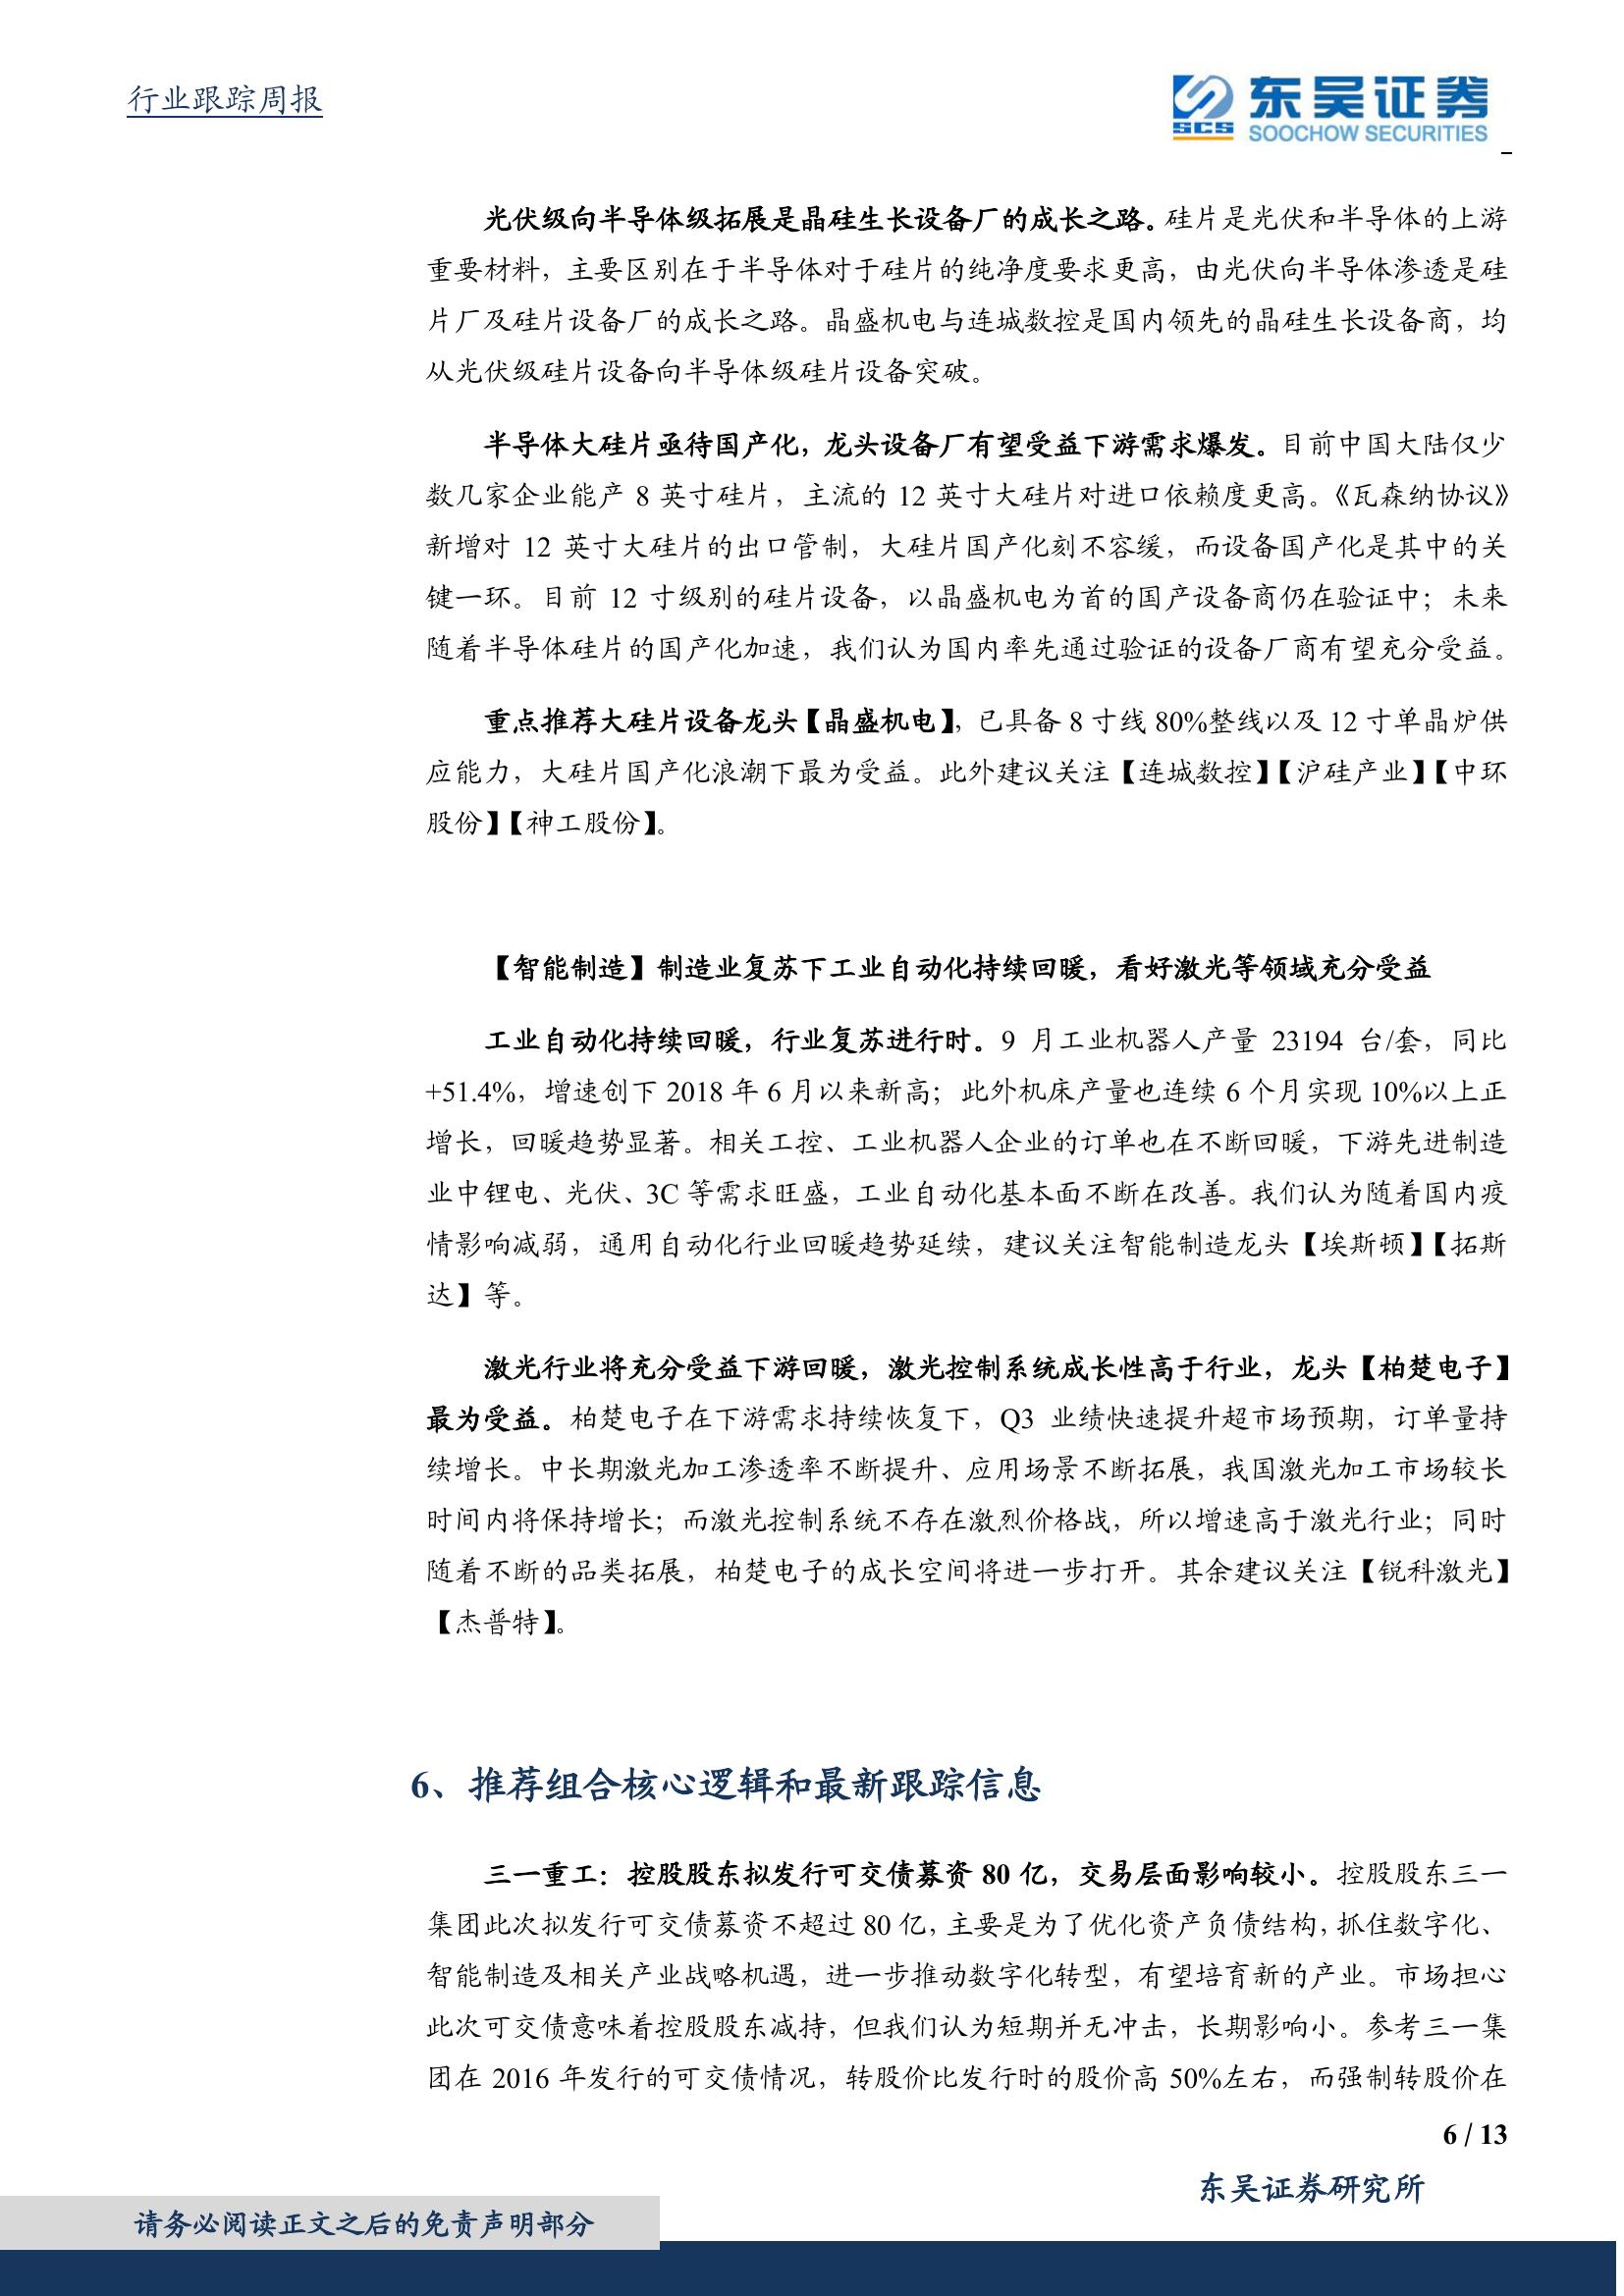 行业跟踪周报
SCS
东吴证券
SOOCHOW SECURITIES
光伏级向半导体级拓展是晶硅生长设备厂的成长之路。硅片是光伏和半导体的上游
重要材料，主要区别在于半导体对于硅片的纯净度要求更高，由光伏向半导体渗透是硅
片厂及硅片设备厂的成长之路。晶盛机电与连城数控是国内领先的晶硅生长设备商，均
从光伏级硅片设备向半导体级硅片设备突破。
半导体大硅片亟待国产化，龙头设备厂有望受益下游需求爆发。目前中国大陆仅少
数几家企业能产 8 英寸硅片，主流的 12 英寸大硅片对进口依赖度更高。《瓦森纳协议》
新增对 12 英寸大硅片的出口管制，大硅片国产化刻不容缓，而设备国产化是其中的关
键一环。目前 12 寸级别的硅片设备，以晶盛机电为首的国产设备商仍在验证中；未来
随着半导体硅片的国产化加速，我们认为国内率先通过验证的设备厂商有望充分受益。
重点推荐大硅片设备龙头【晶盛机电】，已具备 8 寸线 80%整线以及 12 寸单晶炉供
应能力，大硅片国产化浪潮下最为受益。此外建议关注【连城数控】【沪硅产业】【中环
股份】【神工股份】。
【智能制造】制造业复苏下工业自动化持续回暖，看好激光等领域充分受益
工业自动化持续回暖，行业复苏进行时。9 月工业机器人产量 23194 台/套，同比
+51.4%，增速创下 2018 年 6 月以来新高；此外机床产量也连续 6 个月实现 10%以上正
增长，回暖趋势显著。相关工控、工业机器人企业的订单也在不断回暖，下游先进制造
业中锂电、光伏、3C 等需求旺盛，工业自动化基本面不断在改善。我们认为随着国内疫
情影响减弱，通用自动化行业回暖趋势延续，建议关注智能制造龙头【埃斯顿】【拓斯
达】等。
激光行业将充分受益下游回暖，激光控制系统成长性高于行业，龙头【柏楚电子】
最为受益。柏楚电子在下游需求持续恢复下，Q3 业绩快速提升超市场预期，订单量持
续增长。中长期激光加工渗透率不断提升、应用场景不断拓展，我国激光加工市场较长
时间内将保持增长；而激光控制系统不存在激烈价格战，所以增速高于激光行业；同时
随着不断的品类拓展，柏楚电子的成长空间将进一步打开。其余建议关注【锐科激光】
【杰普特】。
6、推荐组合核心逻辑和最新跟踪信息
三一重工：控股股东拟发行可交债募资 80 亿，交易层面影响较小。控股股东三一
集团此次拟发行可交债募资不超过 80 亿，主要是为了优化资产负债结构，抓住数字化、
智能制造及相关产业战略机遇，进一步推动数字化转型，有望培育新的产业。市场担心
此次可交债意味着控股股东减持，但我们认为短期并无冲击，长期影响小。参考三一集
团在 2016 年发行的可交债情况，转股价比发行时的股价高 50%左右，而强制转股价在
6 / 13
东吴证券研究所
请务必阅读正文之后的免责声明部分